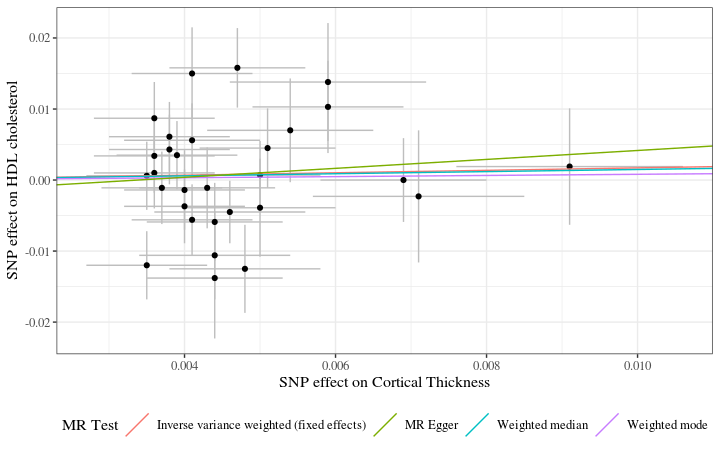 SNP effect on HDL cholesterol
0.02
0.01
0.00
-0.01
-0.02
0.004
0.006
0.008
0.010
SNP effect on Cortical Thickness
MR Test
Inverse variance weighted (fixed effects)
MR Egger
Weighted median
Weighted mode